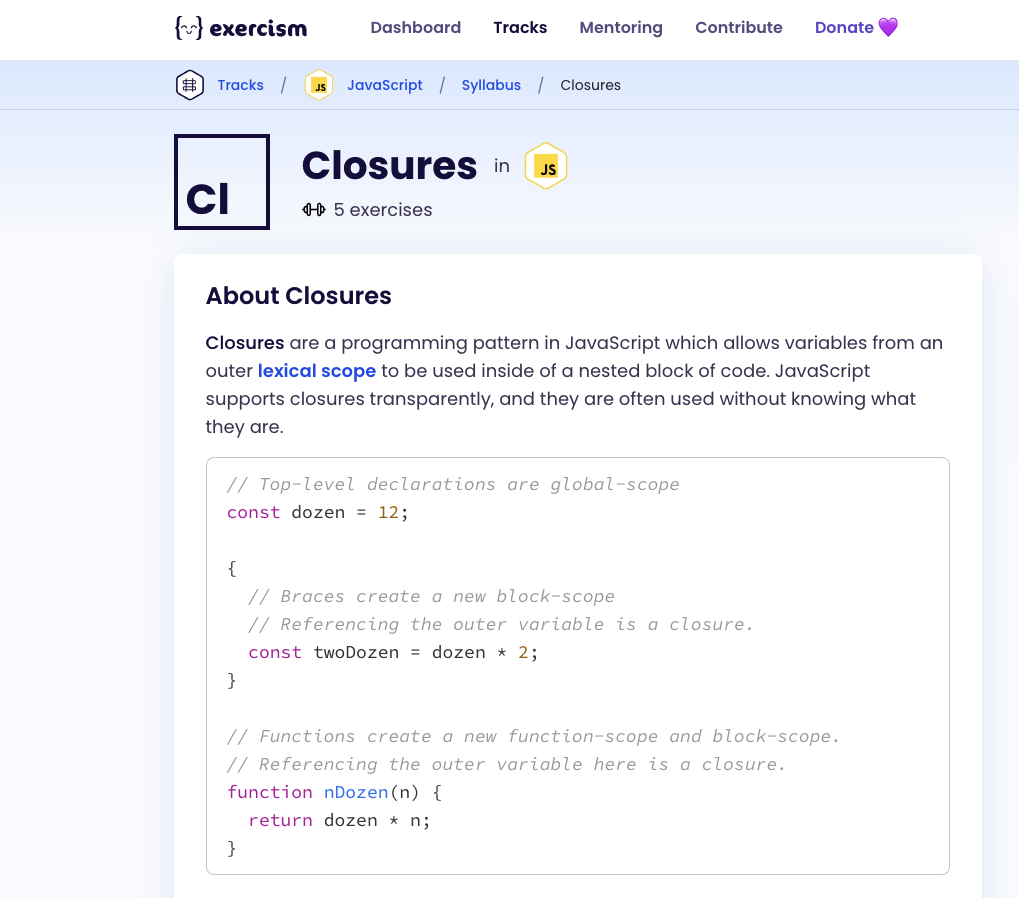 exercism Dashboard Tracks Mentoring Contribute Donate 💜
Tracks / JS JavaScript / Syllabus / Closures
Cl
Closures in JS
5 exercises
About Closures
Closures are a programming pattern in JavaScript which allows variables from an
outer lexical scope to be used inside of a nested block of code. JavaScript
supports closures transparently, and they are often used without knowing what
they are.
// Top-level declarations are global-scope
const dozen = 12;
{
  // Braces create a new block-scope
  // Referencing the outer variable is a closure.
  const twoDozen = dozen * 2;
}
// Functions create a new function-scope and block-scope.
// Referencing the outer variable here is a closure.
function nDozen(n) {
  return dozen * n;
}